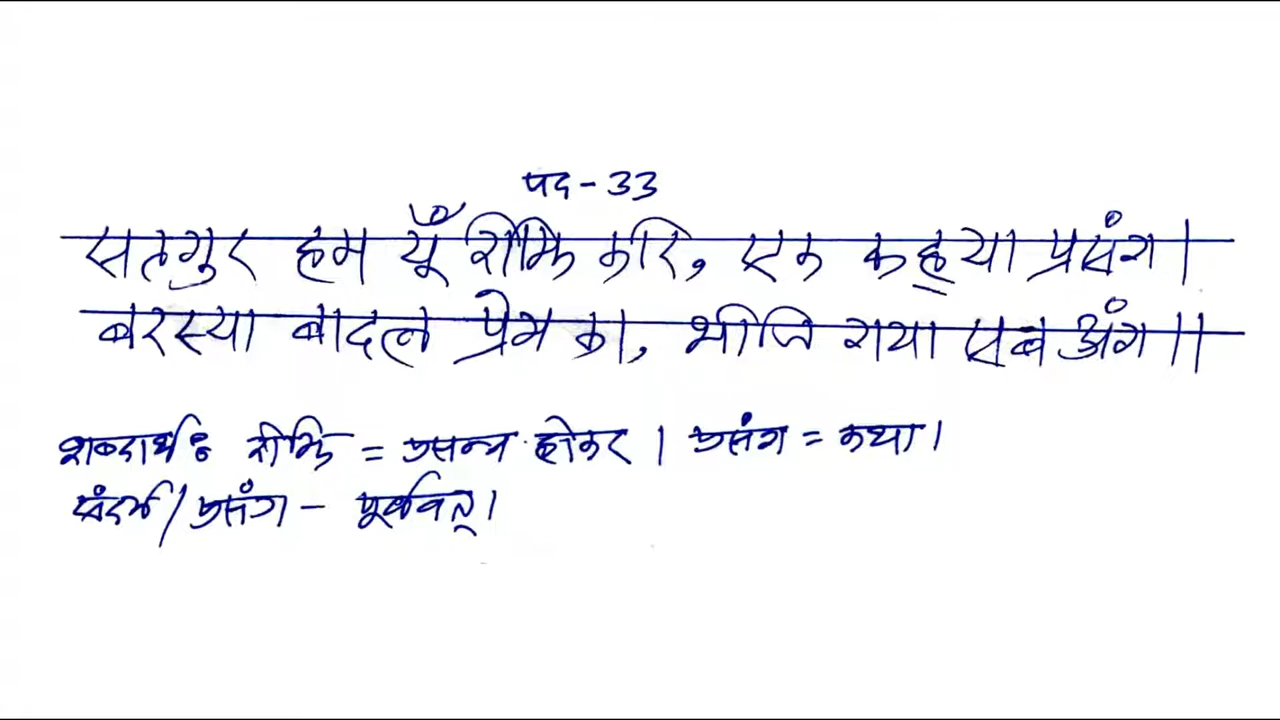 पद - 33
सतगुर हम यूँ रीझि करि, एक कह्या प्रसंग।
बरस्या बादल प्रेम का, भीजि गया सब अंग।।
शब्दार्थ: रीझि = प्रसन्न होकर। प्रसंग = कथा।
संदर्भ/प्रसंग - पूर्ववत्।